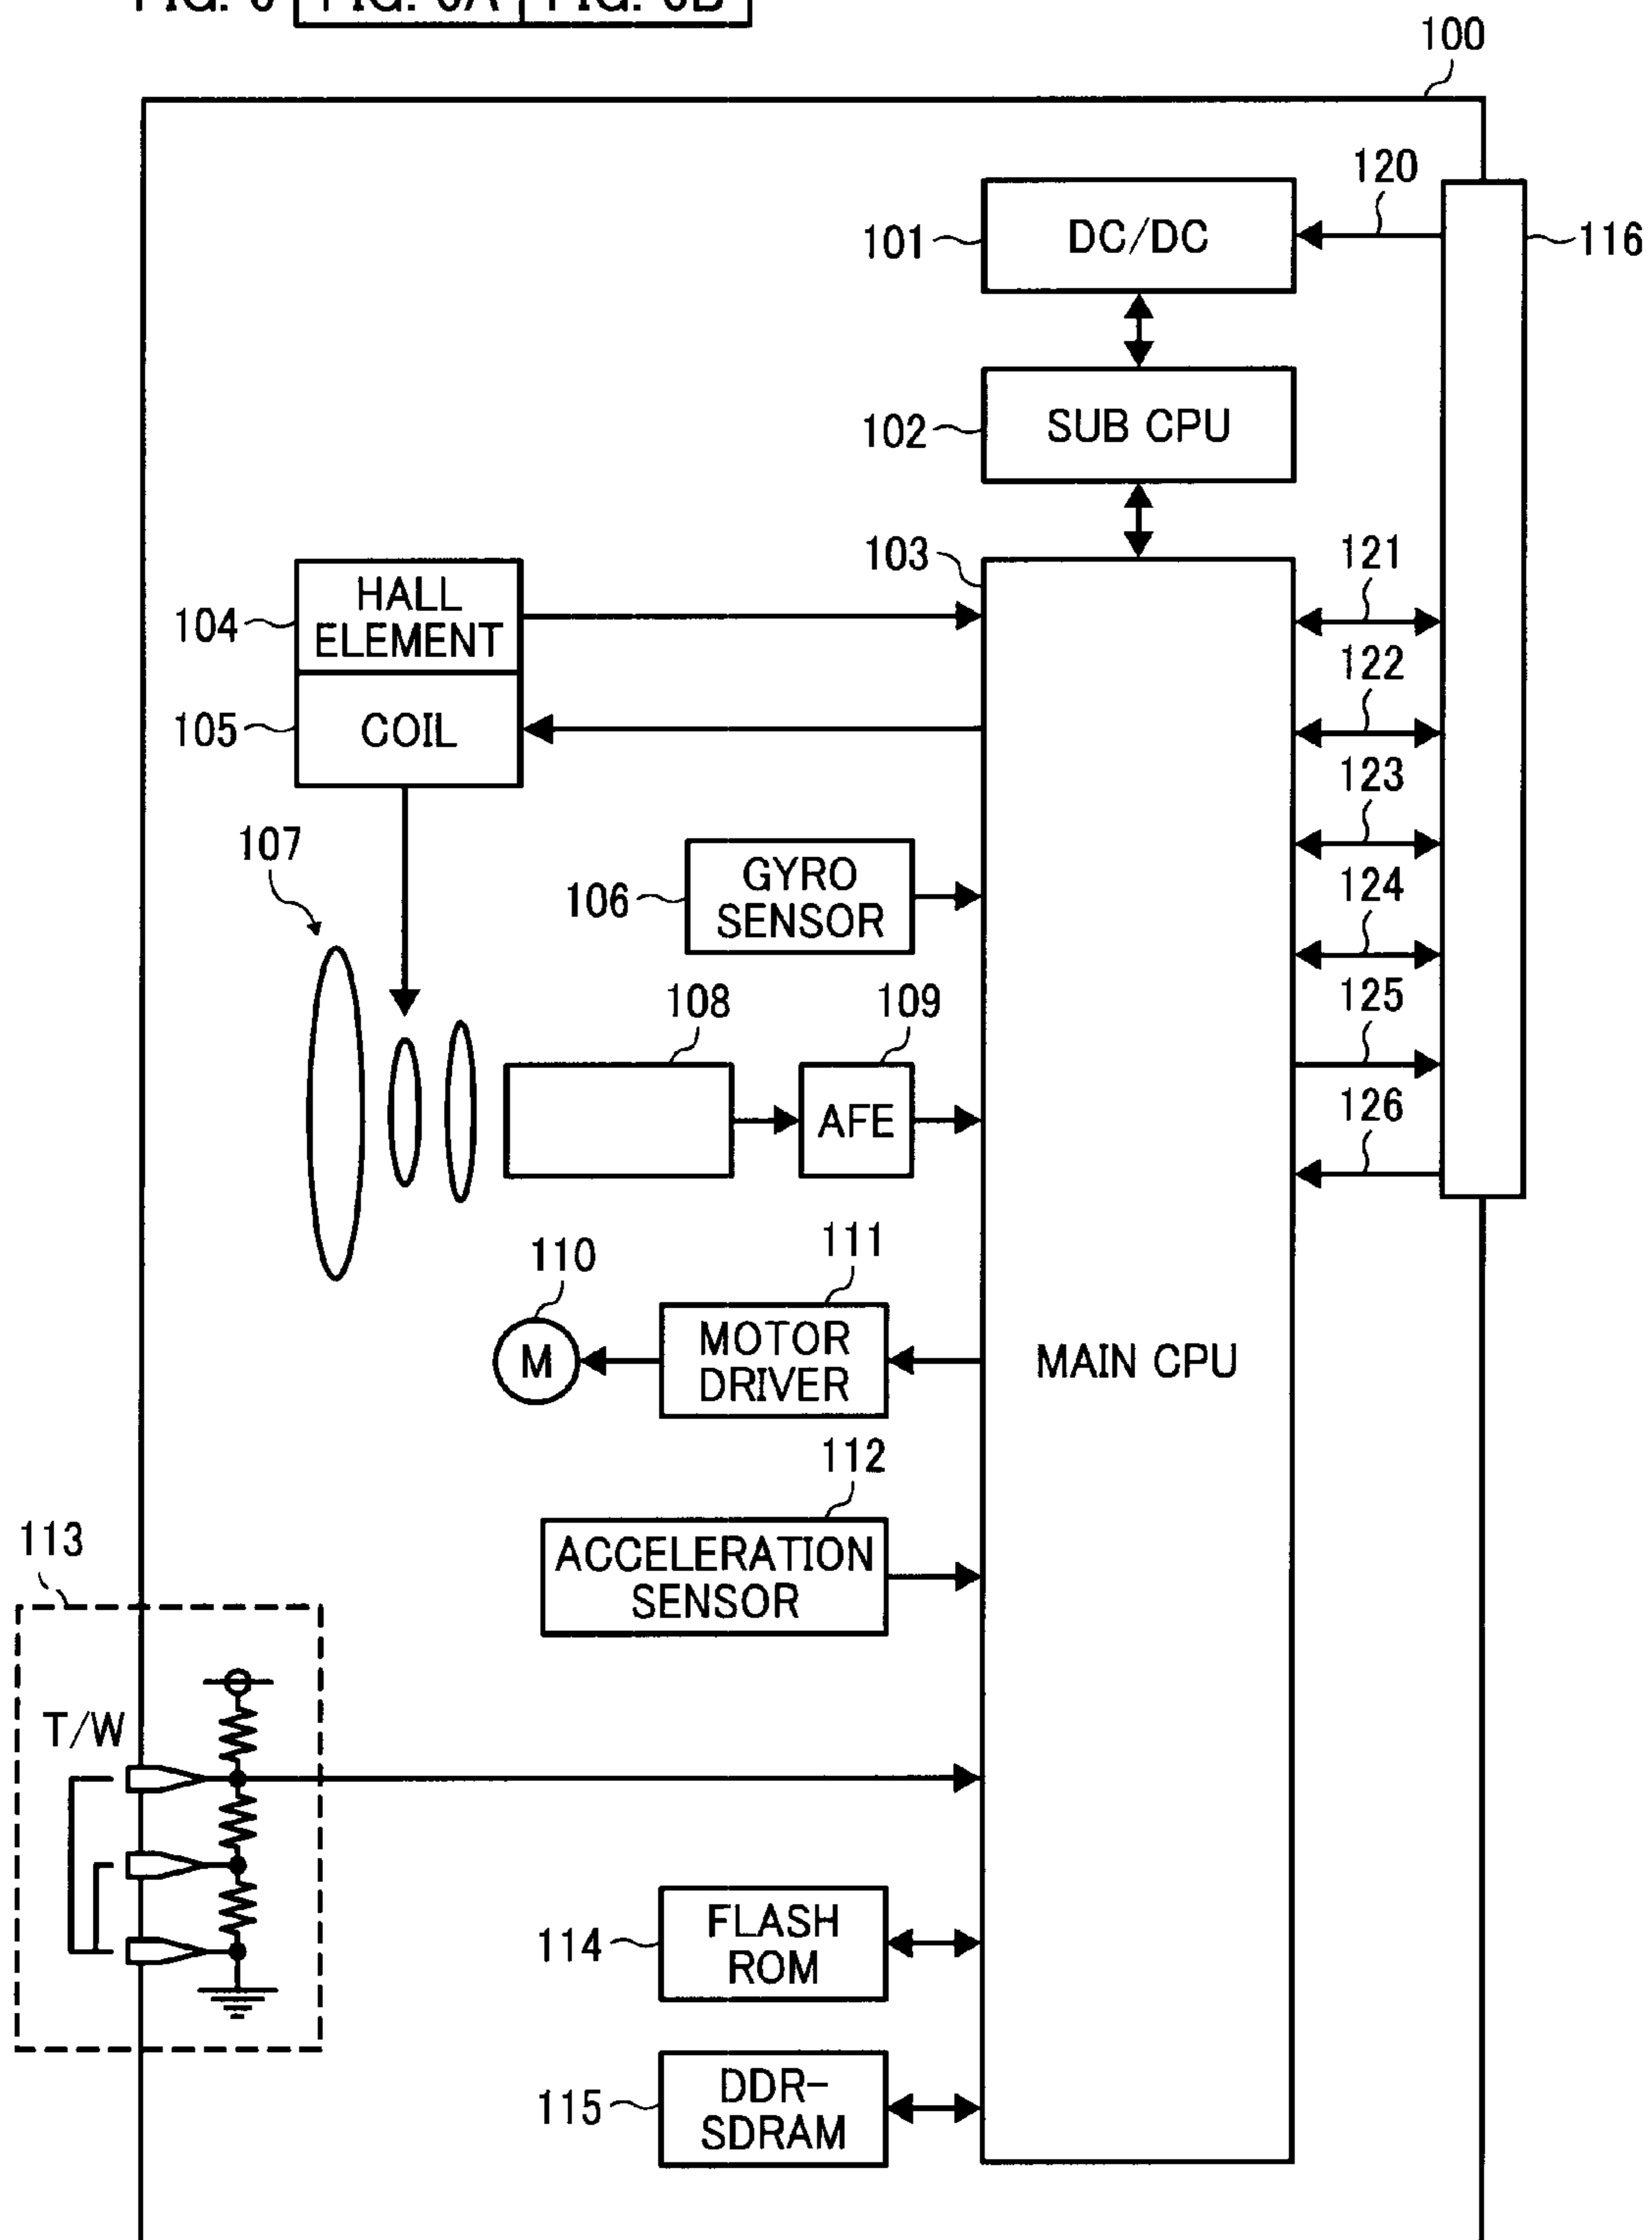 100
120
DC/DC
101
116
SUB CPU
102
103
121
HALL
ELEMENT
104
122
COIL
105
123
107
GYRO
SENSOR
106
124
108
109
125
AFE
126
110
111
MOTOR
DRIVER
M
MAIN CPU
112
ACCELERATION
SENSOR
113
T/W
FLASH
ROM
114
DDR-
SDRAM
115